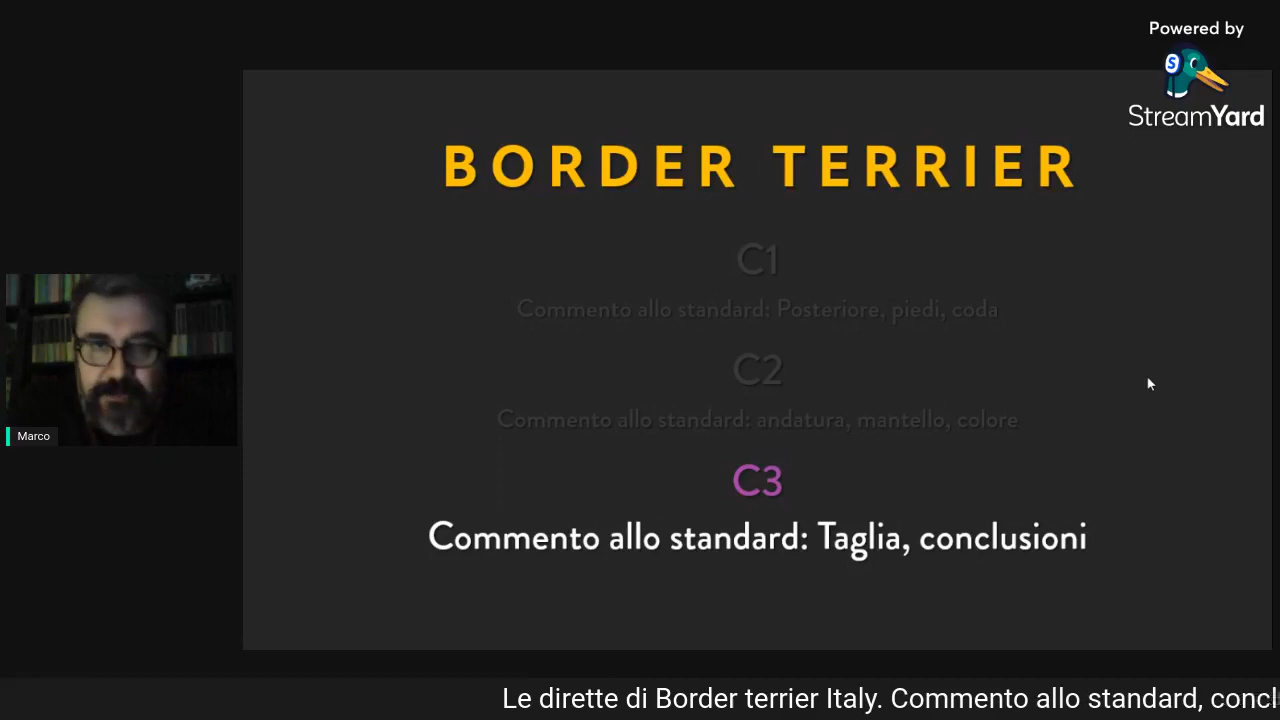 Powered by
StreamYard
BORDER TERRIER
C1
Commento allo standard: Posteriore, piedi, coda
C2
Commento allo standard: andatura, mantello, colore
C3
Commento allo standard: Taglia, conclusioni
Marco
Le dirette di Border terrier Italy. Commento allo standard, concl